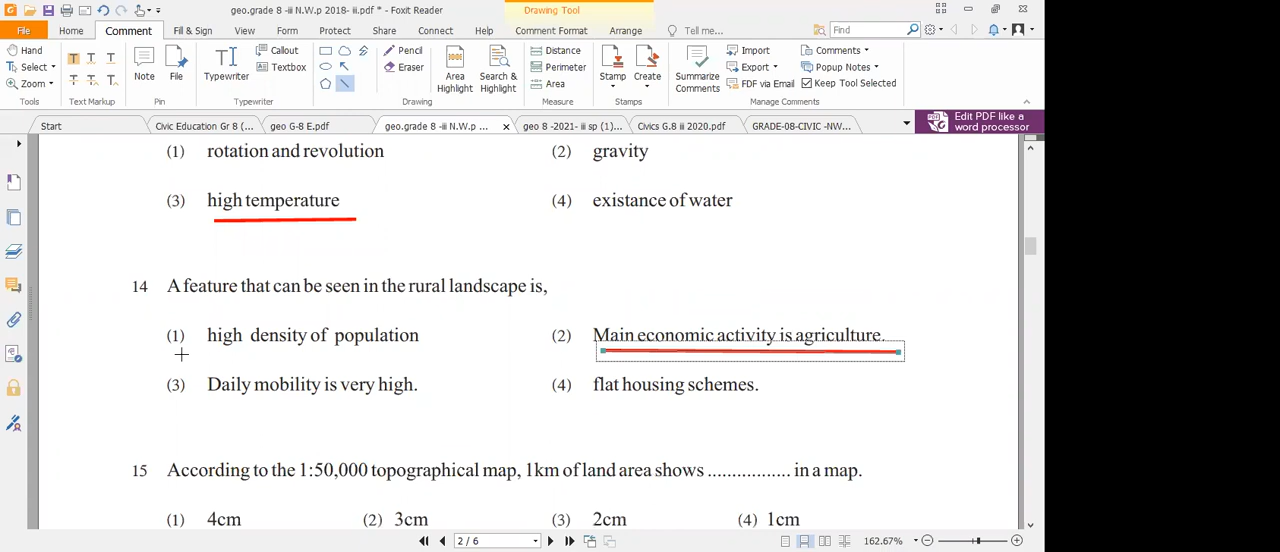 geo.grade 8 -iii N.W.p 2018- iii.pdf * - Foxit Reader
Drawing Tool
File Home Comment Fill & Sign View Form Protect Share Connect Help Comment Format Arrange Tell me... Find
Hand
Select
Zoom
Tools
T T T
T T T
Text Markup
Note
File
Pin
Typewriter
Callout
Textbox
Typewriter
Pencil
Eraser
Drawing
Area
Highlight
Search &
Highlight
Distance
Perimeter
Area
Measure
Stamp
Create
Stamps
Summarize
Comments
Import
Export
FDF via Email
Comments
Popup Notes
Keep Tool Selected
Manage Comments
Start
Civic Education Gr 8 (...
geo G-8 E.pdf
geo.grade 8 -iii N.W.p ...
geo 8 -2021- ii sp (1)...
Civics G.8 ii 2020.pdf
GRADE-08-CIVIC -NW...
Edit PDF like a
word processor
(1) rotation and revolution (2) gravity
(3) high temperature (4) existance of water
14 A feature that can be seen in the rural landscape is,
(1) high density of population (2) Main economic activity is agriculture.
(3) Daily mobility is very high. (4) flat housing schemes.
15 According to the 1:50,000 topographical map, 1km of land area shows .................. in a map.
(1) 4cm (2) 3cm (3) 2cm (4) 1cm
2 / 6
162.67%